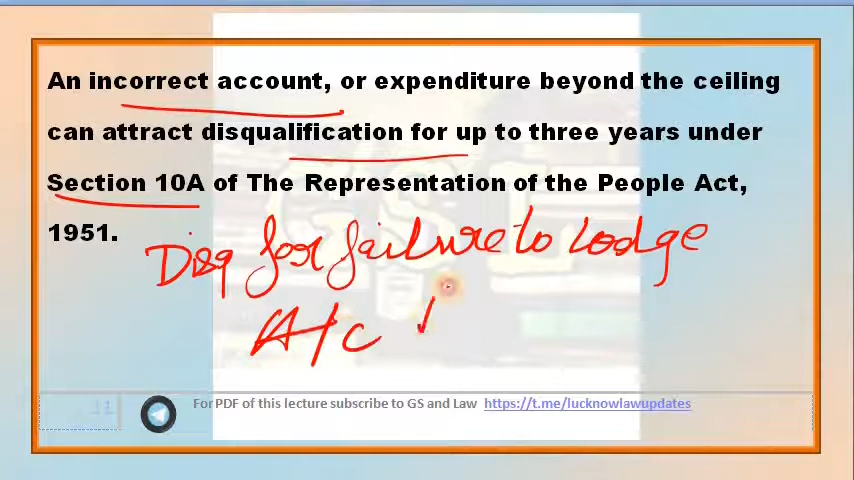 An incorrect account, or expenditure beyond the ceiling
can attract disqualification for up to three years under
Section 10A of The Representation of the People Act,
1951.
Disq for failure to lodge
A/c
11
For PDF of this lecture subscribe to GS and Law https://t.me/lucknowlawupdates